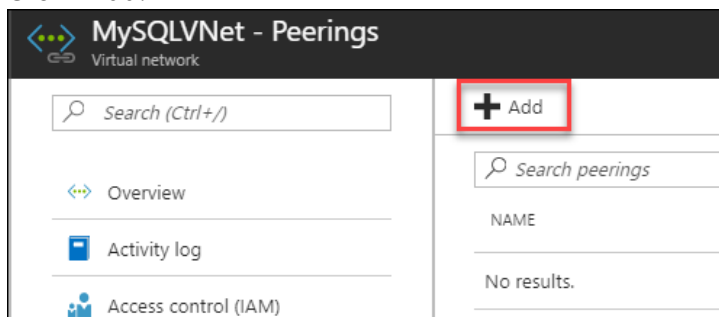 MySQLVNet - Peerings
Virtual network
Search (Ctrl+/)
Overview
Activity log
Access control (IAM)
Add
Search peerings
NAME
No results.